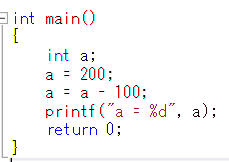 int main()
{
    int a;
    a = 200;
    a = a - 100;
    printf("a = %d", a);
    return 0;
}